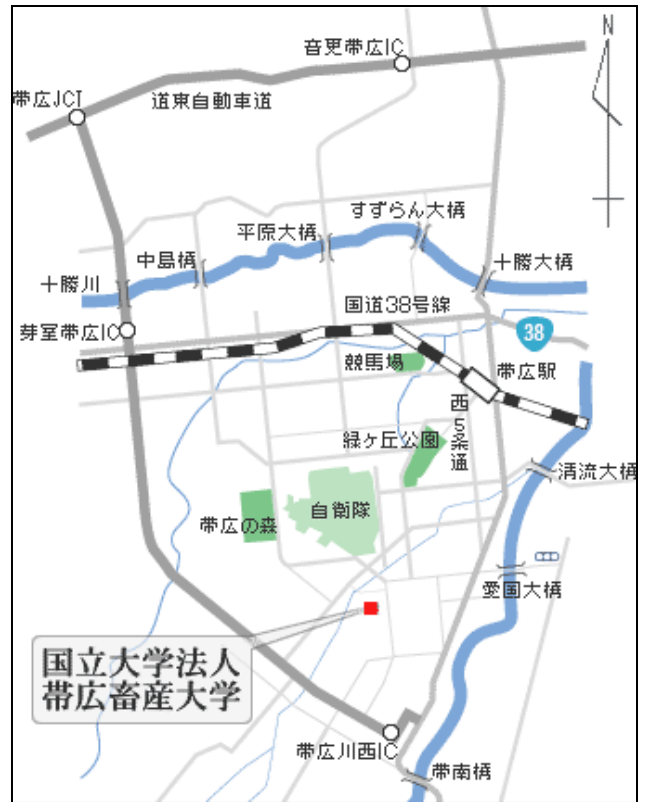 音更帯広IC
N
帯広JCT
道東自動車道
すずらん大橋
平原大橋
中島橋
十勝大橋
十勝川
国道38号線
芽室帯広IC
38
競馬場
帯広駅
西5条通
緑ヶ丘公園
清流大橋
自衛隊
帯広の森
愛国大橋
国立大学法人
帯広畜産大学
帯広川西IC
帯南橋